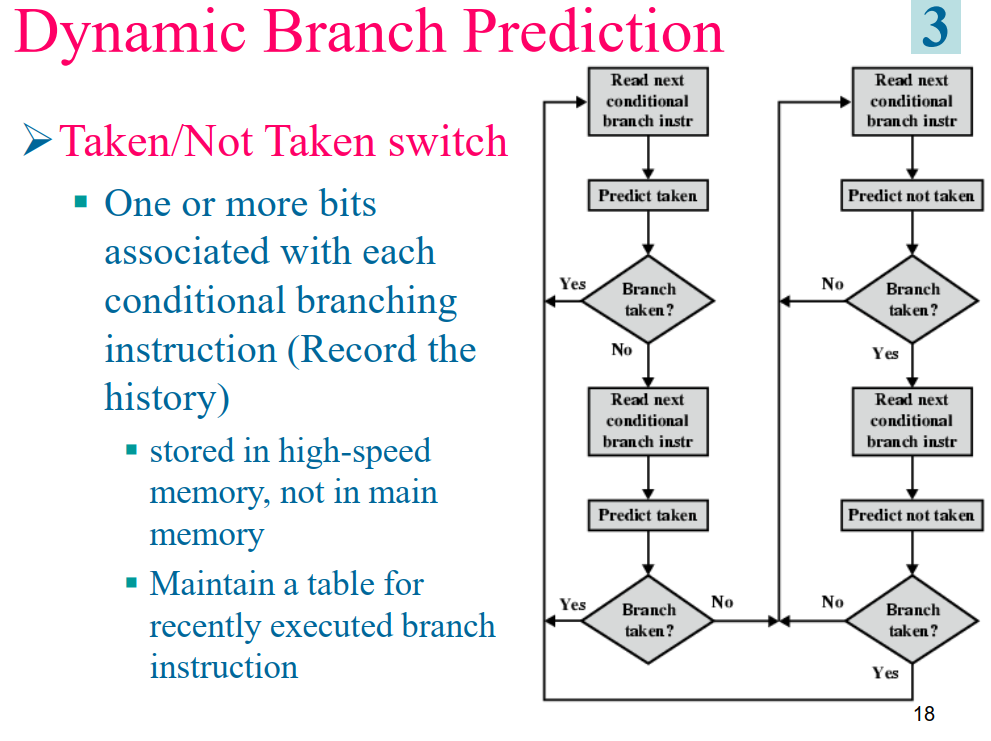 Dynamic Branch Prediction
3
Taken/Not Taken switch
One or more bits
associated with each
conditional branching
instruction (Record the
history)
stored in high-speed
memory, not in main
memory
Maintain a table for
recently executed branch
instruction
Read next
conditional
branch instr
Predict taken
Yes
Branch
taken?
No
Read next
conditional
branch instr
Predict taken
Yes
Branch
taken?
No
Read next
conditional
branch instr
Predict not taken
No
Branch
taken?
Yes
Read next
conditional
branch instr
Predict not taken
No
Branch
taken?
Yes
18